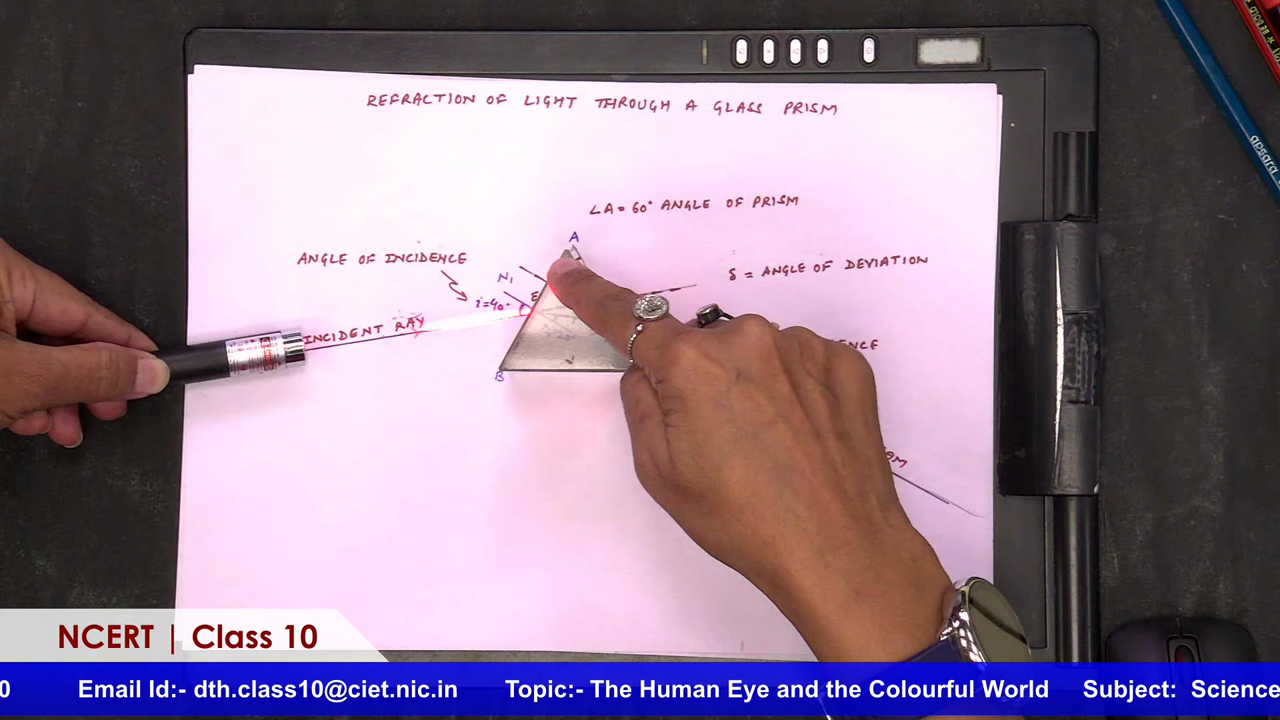 REFRACTION OF LIGHT THROUGH A GLASS PRISM
∠A = 60° ANGLE OF PRISM
A
ANGLE OF INCIDENCE
δ = ANGLE OF DEVIATION
N1
E
i=40°
INCIDENT RAY
B
NCERT | Class 10
0 Email Id:- dth.class10@ciet.nic.in Topic:- The Human Eye and the Colourful World Subject: Science
apsara